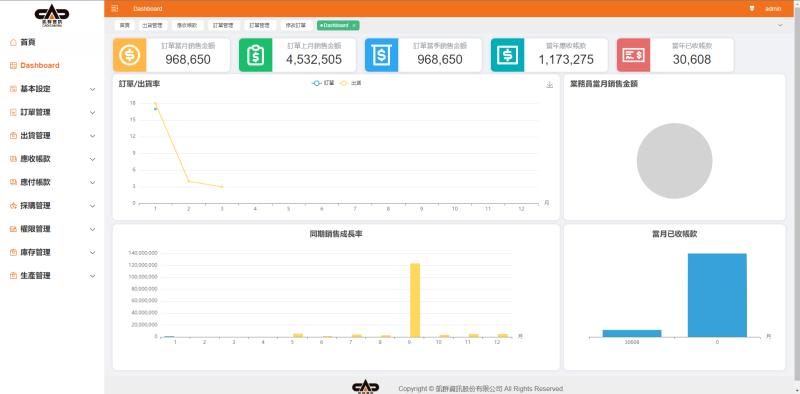 Dashboard
admin
首頁
出貨管理
應收帳款
訂單管理
訂單管理
修改訂單
Dashboard ×
凱群資訊
首頁
Dashboard
基本設定
訂單管理
出貨管理
應收帳款
應付帳款
採購管理
權限管理
庫存管理
生產管理
訂單當月銷售金額
968,650
訂單上月銷售金額
4,532,505
訂單當季銷售金額
968,650
當年應收帳款
1,173,275
當年已收帳款
30,608
訂單/出貨率
訂單
出貨
18
15
12
9
6
3
0
1 2 3 4 5 6 7 8 9 10 11 12
月
業務員當月銷售金額
同期銷售成長率
140,000,000
120,000,000
100,000,000
80,000,000
60,000,000
40,000,000
20,000,000
0
1 2 3 4 5 6 7 8 9 10 11 12
月
當月已收帳款
30608 0
月
Copyright © 凱群資訊股份有限公司 All Rights Reserved.